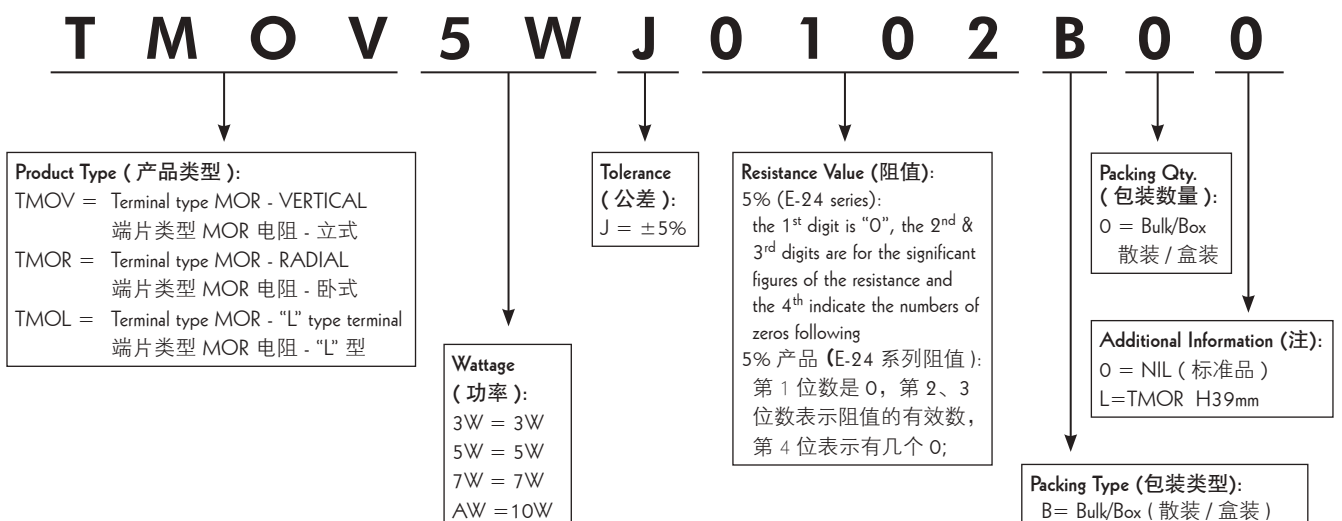 TMOV5WJ0102B00
Product Type ( 产品类型 ):
TMOV = Terminal type MOR - VERTICAL
端片类型 MOR 电阻 - 立式
TMOR = Terminal type MOR - RADIAL
端片类型 MOR 电阻 - 卧式
TMOL = Terminal type MOR - “L” type terminal
端片类型 MOR 电阻 - “L” 型
Wattage
( 功率 ):
3W = 3W
5W = 5W
7W = 7W
AW =10W
Tolerance
( 公差 ):
J = ±5%
Resistance Value (阻值):
5% (E-24 series):
the 1st digit is “0”, the 2nd &
3rd digits are for the significant
figures of the resistance and
the 4th indicate the numbers of
zeros following
5% 产品 (E-24 系列阻值 ):
第 1 位数是 0，第 2、3
位数表示阻值的有效数，
第 4 位表示有几个 0;
Packing Qty.
( 包装数量 ):
0 = Bulk/Box
散装 / 盒装
Additional Information (注):
0 = NIL ( 标准品 )
L=TMOR H39mm
Packing Type (包装类型):
B= Bulk/Box ( 散装 / 盒装 )